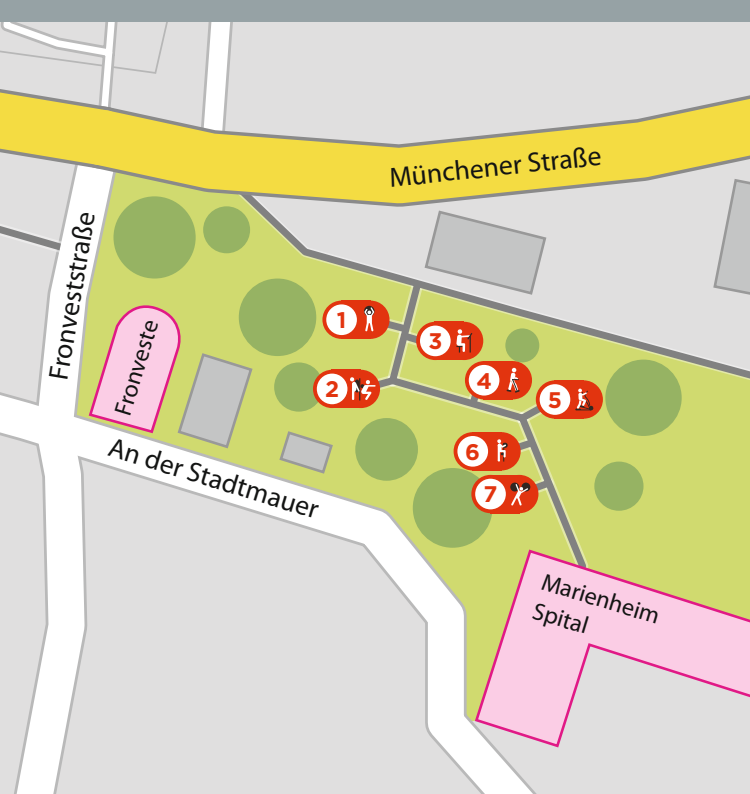 Münchener Straße
Fronveststraße
Fronveste
1
3
2
4
5
6
7
An der Stadtmauer
Marienheim
Spital